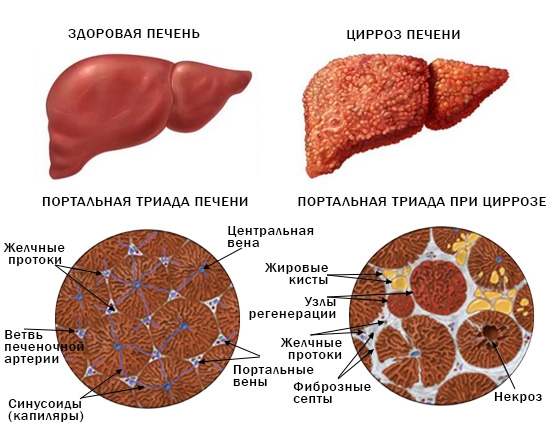 ЗДОРОВАЯ ПЕЧЕНЬ
ЦИРРОЗ ПЕЧЕНИ
ПОРТАЛЬНАЯ ТРИАДА ПЕЧЕНИ
ПОРТАЛЬНАЯ ТРИАДА ПРИ ЦИРРОЗЕ
Желчные
протоки
Центральная
вена
Ветвь
печеночной
артерии
Портальные
вены
Синусоиды
(капиляры)
Жировые
кисты
Узлы
регенерации
Желчные
протоки
Фиброзные
септы
Некроз